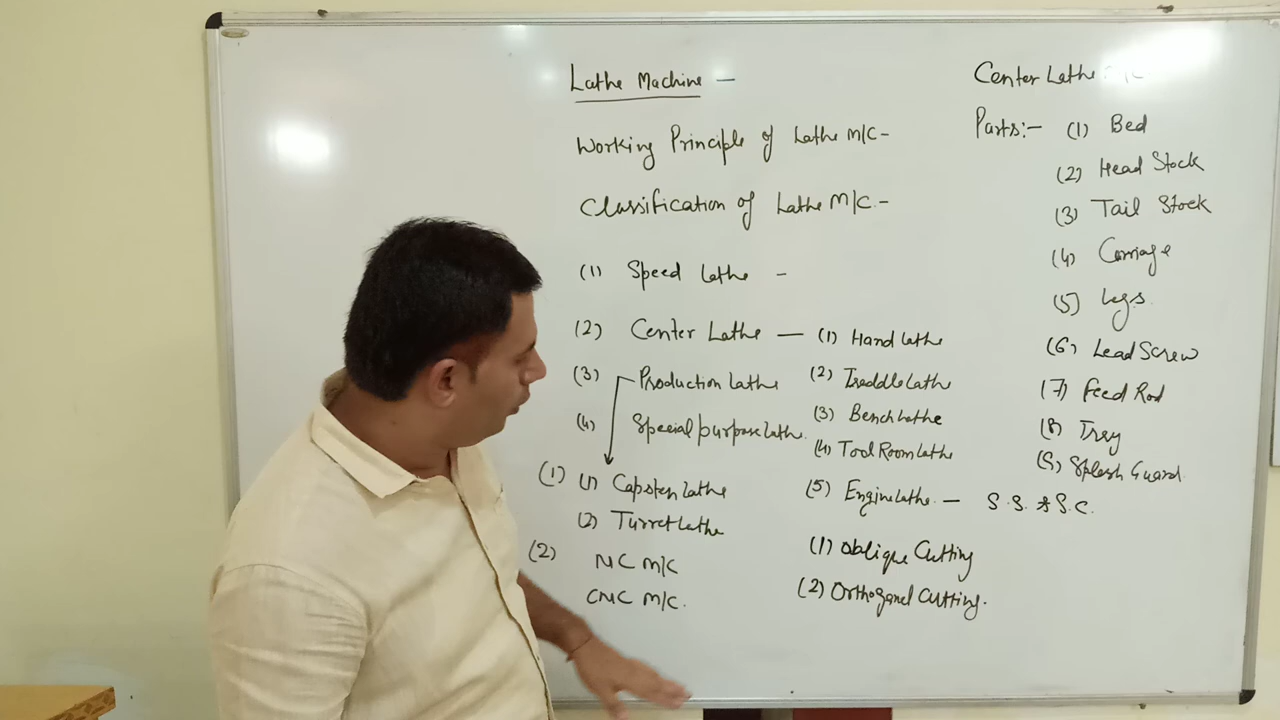 Lathe Machine –
Working Principle of Lathe M/C –
Classification of Lathe M/C. –
(1) Speed Lathe –
(2) Center Lathe — (1) Hand Lathe
(3) Production Lathe (2) Treddle Lathe
(4) Special purpose Lathe. (3) Bench Lathe
(4) Tool Room Lathe
(1) (1) Capsten Lathe (5) Engine Lathe. — S.S. & S.C.
(2) Turret Lathe
(2) NC M/C (1) Oblique Cutting
CNC M/C. (2) Orthogonal Cutting.
Center Lathe
Parts:– (1) Bed
(2) Head Stock
(3) Tail Stock
(4) Carriage
(5) Legs.
(6) Lead Screw
(7) Feed Rod
(8) Tray
(9) Splash Guard.